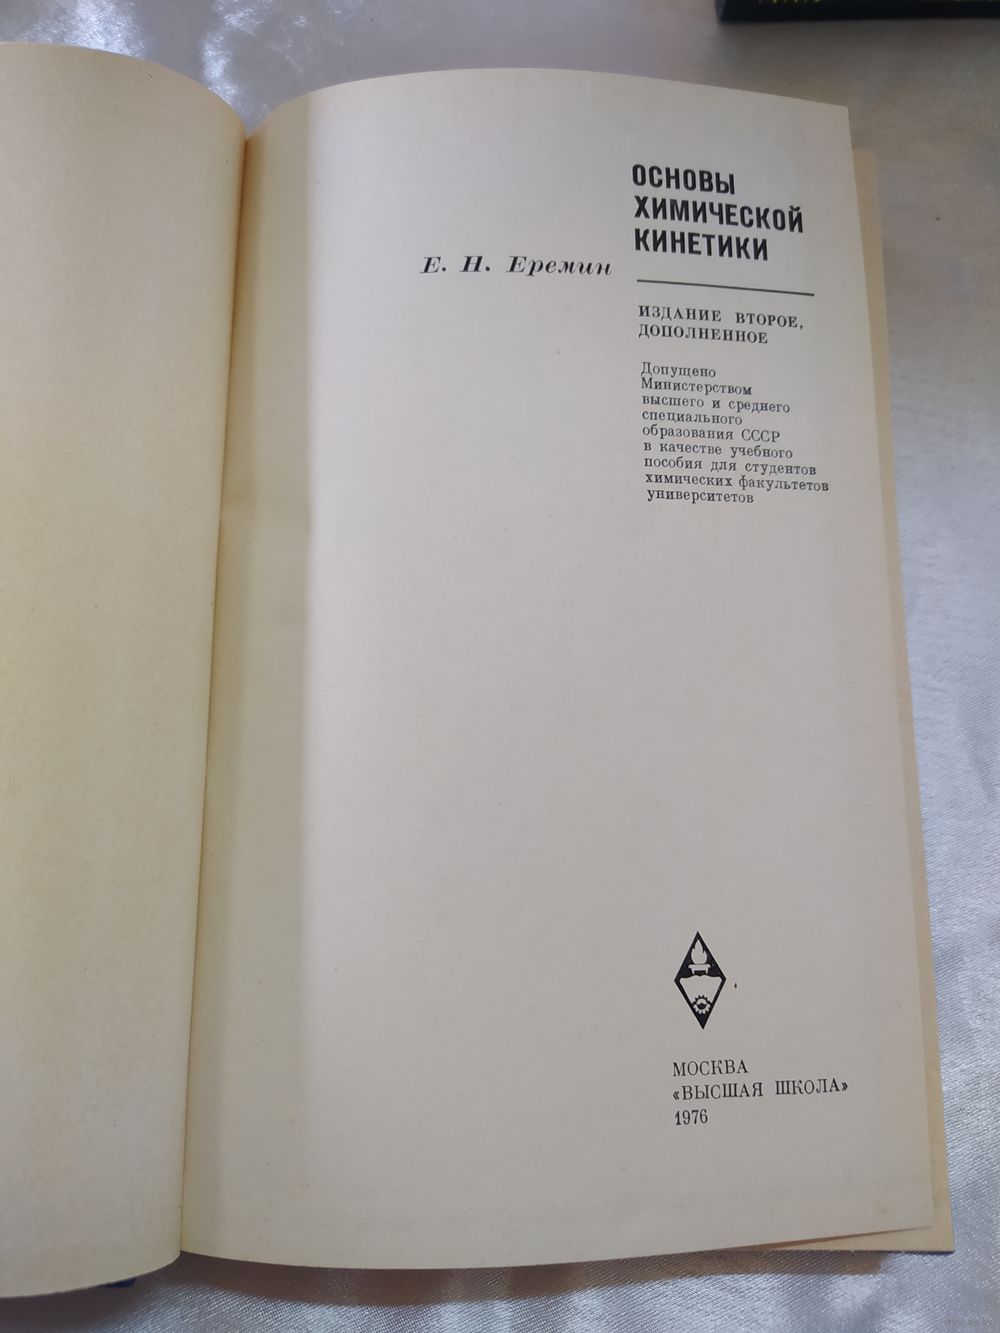 ОСНОВЫ
ХИМИЧЕСКОЙ
КИНЕТИКИ
Е. Н. Еремин
ИЗДАНИЕ ВТОРОЕ,
ДОПОЛНЕННОЕ
Допущено
Министерством
высшего и среднего
специального
образования СССР
в качестве учебного
пособия для студентов
химических факультетов
университетов
МОСКВА
«ВЫСШАЯ ШКОЛА»
1976